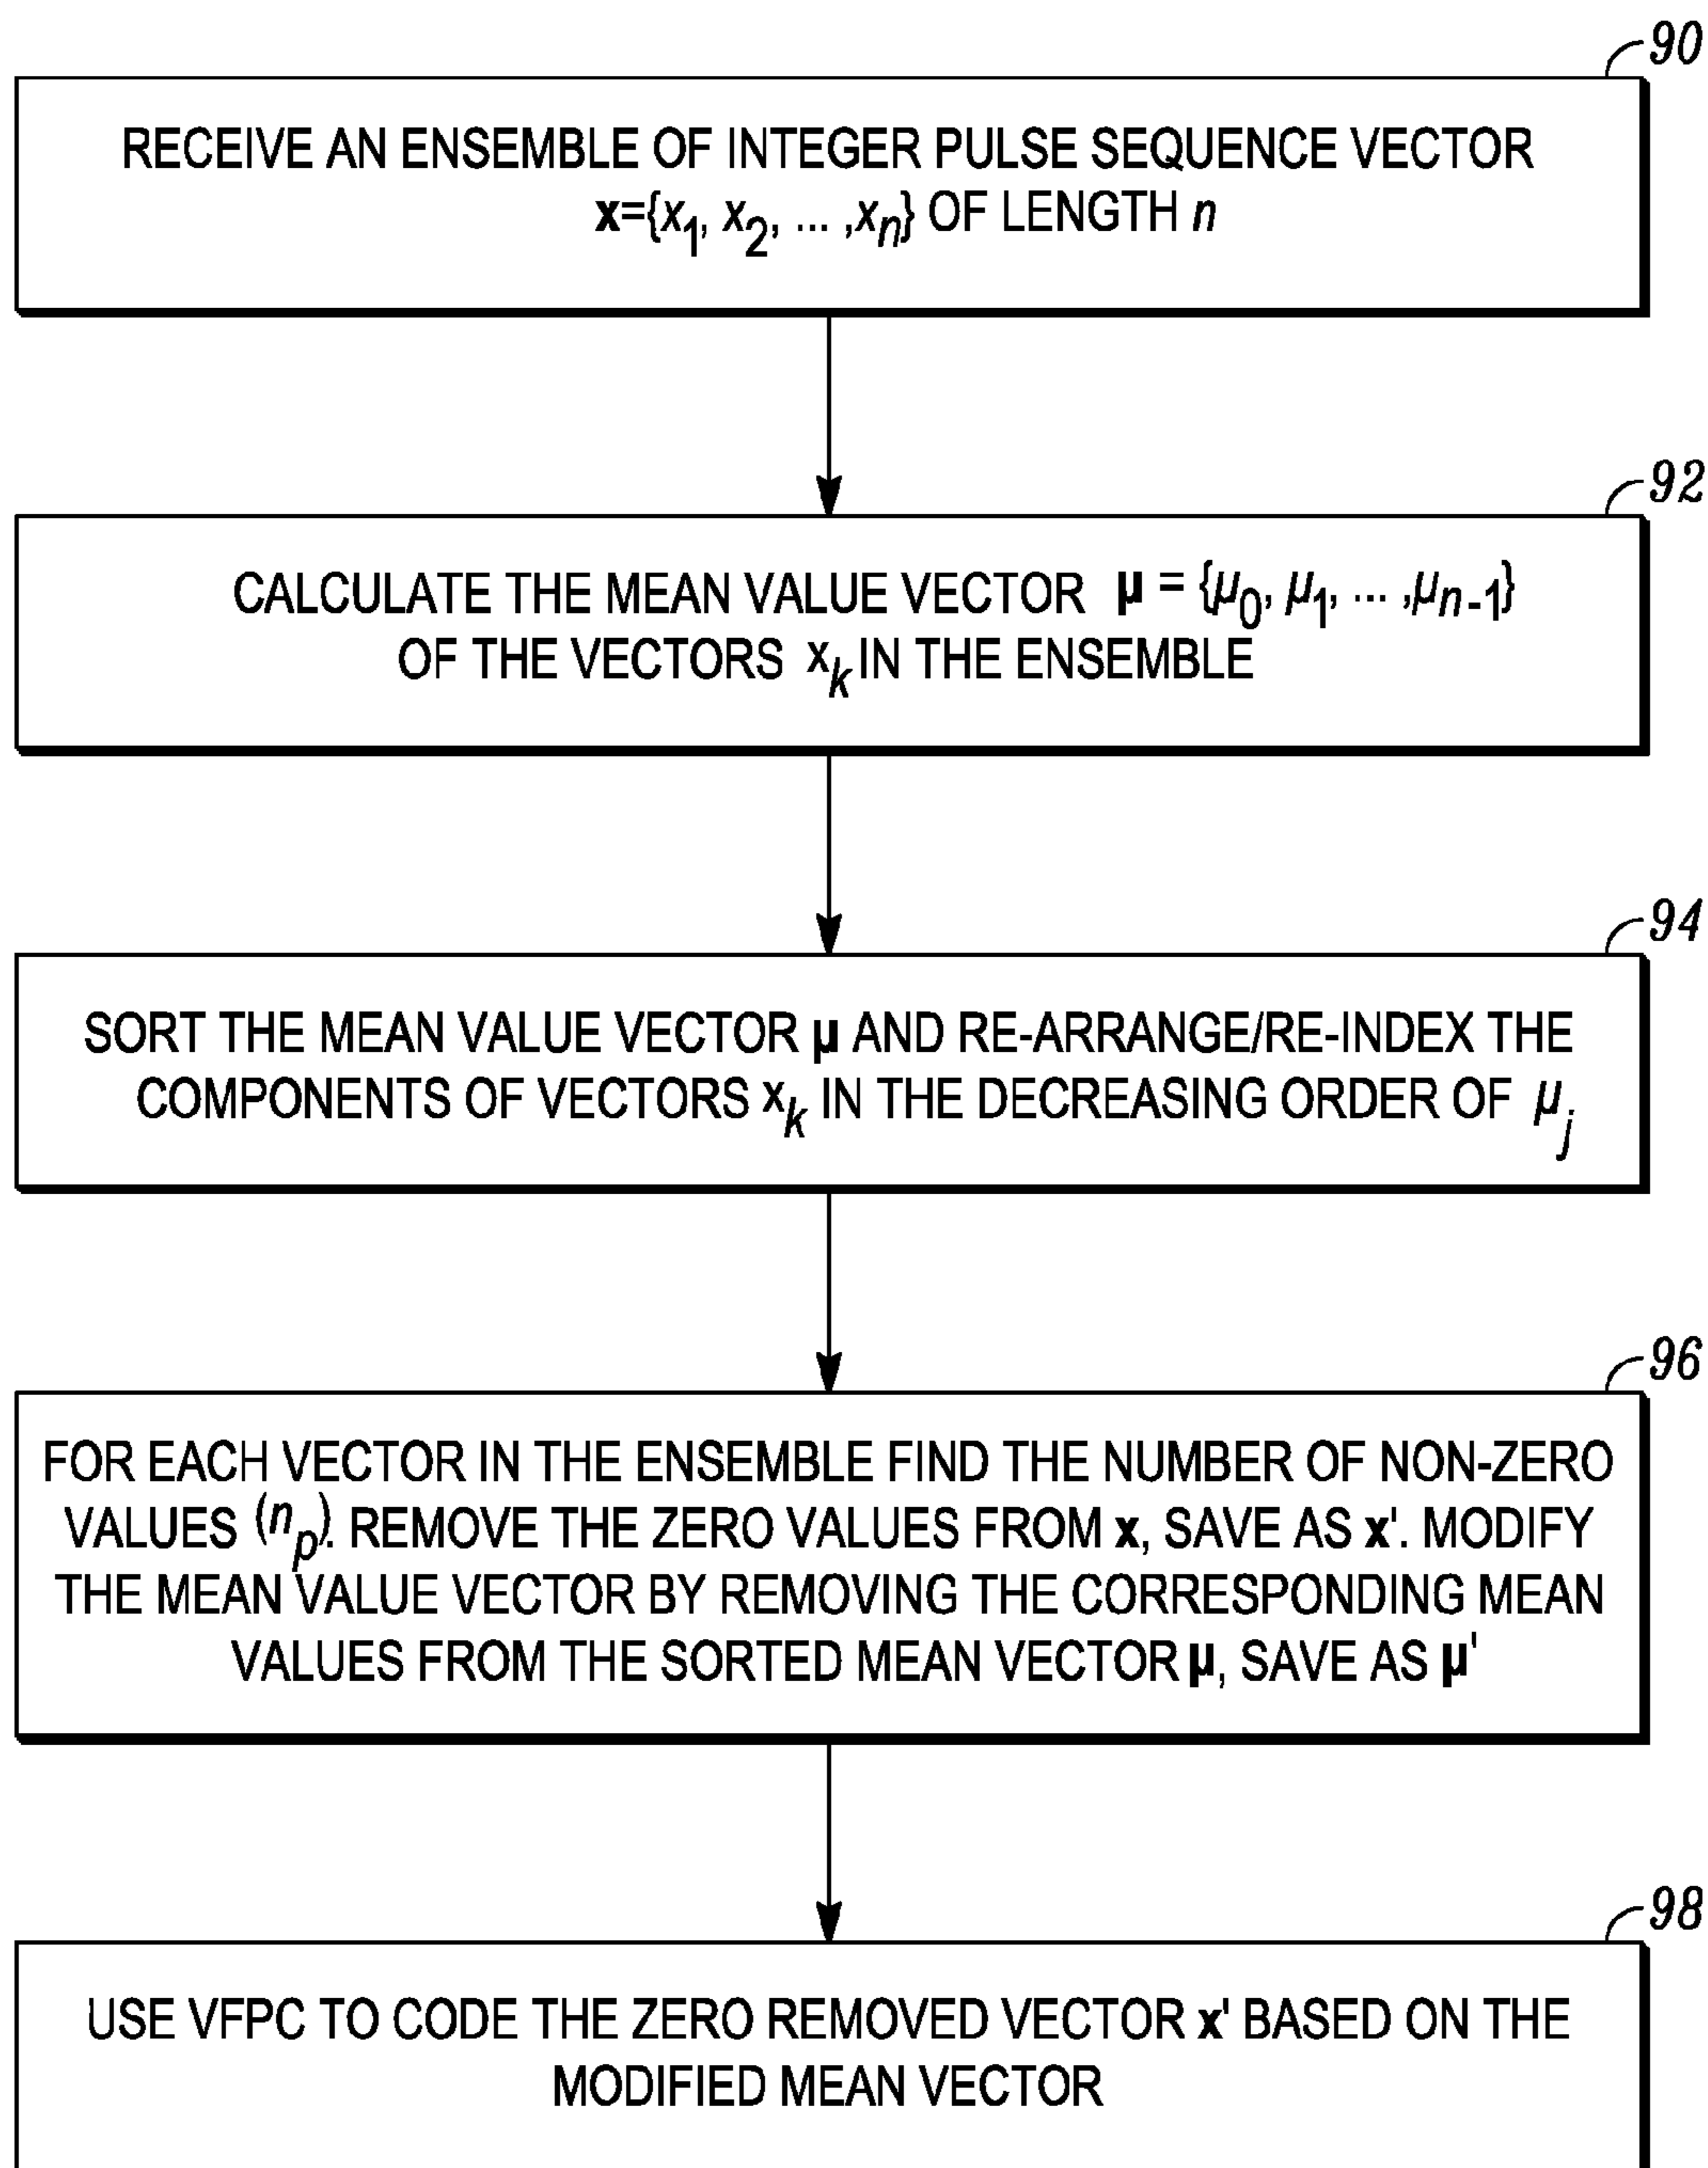 90
RECEIVE AN ENSEMBLE OF INTEGER PULSE SEQUENCE VECTOR
x={x1, x2, ... ,xn} OF LENGTH n
92
CALCULATE THE MEAN VALUE VECTOR μ = {μ0, μ1, ... ,μn-1}
OF THE VECTORS xk IN THE ENSEMBLE
94
SORT THE MEAN VALUE VECTOR μ AND RE-ARRANGE/RE-INDEX THE
COMPONENTS OF VECTORS xk IN THE DECREASING ORDER OF μj
96
FOR EACH VECTOR IN THE ENSEMBLE FIND THE NUMBER OF NON-ZERO
VALUES (np). REMOVE THE ZERO VALUES FROM x, SAVE AS x'. MODIFY
THE MEAN VALUE VECTOR BY REMOVING THE CORRESPONDING MEAN
VALUES FROM THE SORTED MEAN VECTOR μ, SAVE AS μ'
98
USE VFPC TO CODE THE ZERO REMOVED VECTOR x' BASED ON THE
MODIFIED MEAN VECTOR